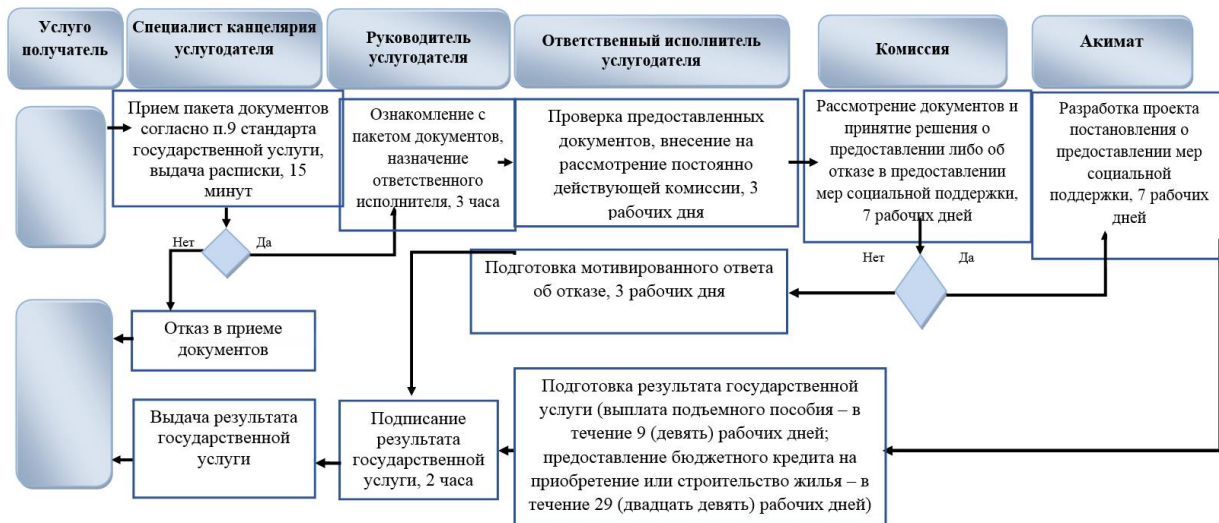 Услуго
получатель
Специалист канцелярия
услугодателя
Руководитель
услугодателя
Ответственный исполнитель
услугодателя
Комиссия
Акимат
Прием пакета документов
согласно п.9 стандарта
государственной услуги,
выдача расписки, 15
минут
Ознакомление с
пакетом документов,
назначение
ответственного
исполнителя, 3 часа
Проверка предоставленных
документов, внесение на
рассмотрение постоянно
действующей комиссии, 3
рабочих дня
Рассмотрение документов и
принятие решения о
предоставлении либо об
отказе в предоставлении
мер социальной поддержки,
7 рабочих дней
Разработка проекта
постановления о
предоставлении мер
социальной
поддержки, 7 рабочих
дней
Нет
Да
Нет
Да
Подготовка мотивированного ответа
об отказе, 3 рабочих дня
Отказ в приеме
документов
Выдача результата
государственной
услуги
Подписание
результата
государственной
услуги, 2 часа
Подготовка результата государственной
услуги (выплата подъемного пособия – в
течение 9 (девять) рабочих дней;
предоставление бюджетного кредита на
приобретение или строительство жилья – в
течение 29 (двадцать девять) рабочих дней)